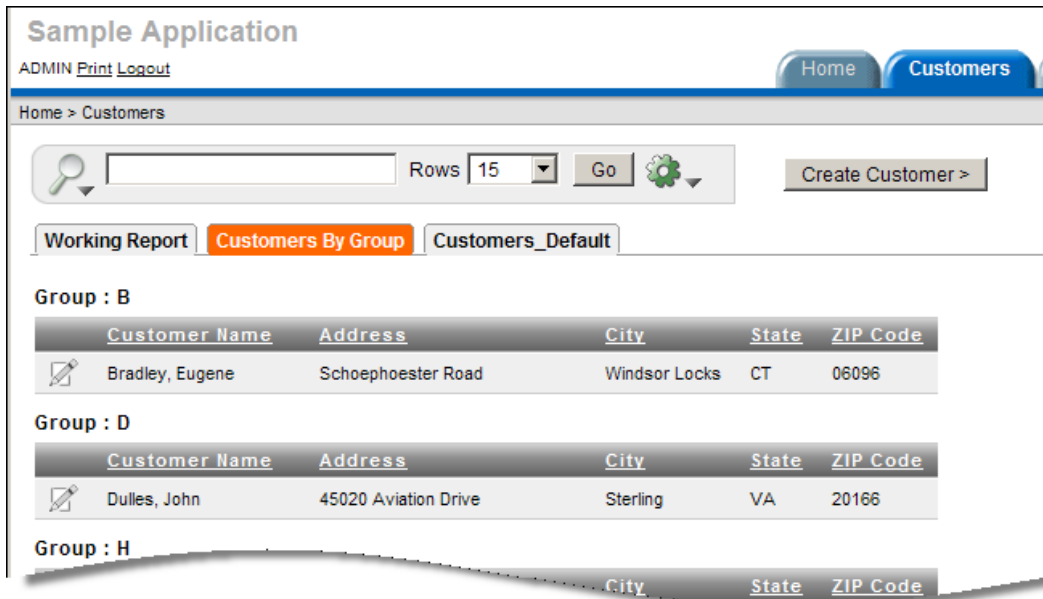 Sample Application
ADMIN Print Logout
Home Customers
Home > Customers
Rows 15 Go Create Customer >
Working Report Customers By Group Customers_Default
Group : B
Customer Name Address City State ZIP Code
Bradley, Eugene Schoephoester Road Windsor Locks CT 06096
Group : D
Customer Name Address City State ZIP Code
Dulles, John 45020 Aviation Drive Sterling VA 20166
Group : H
City State ZIP Code